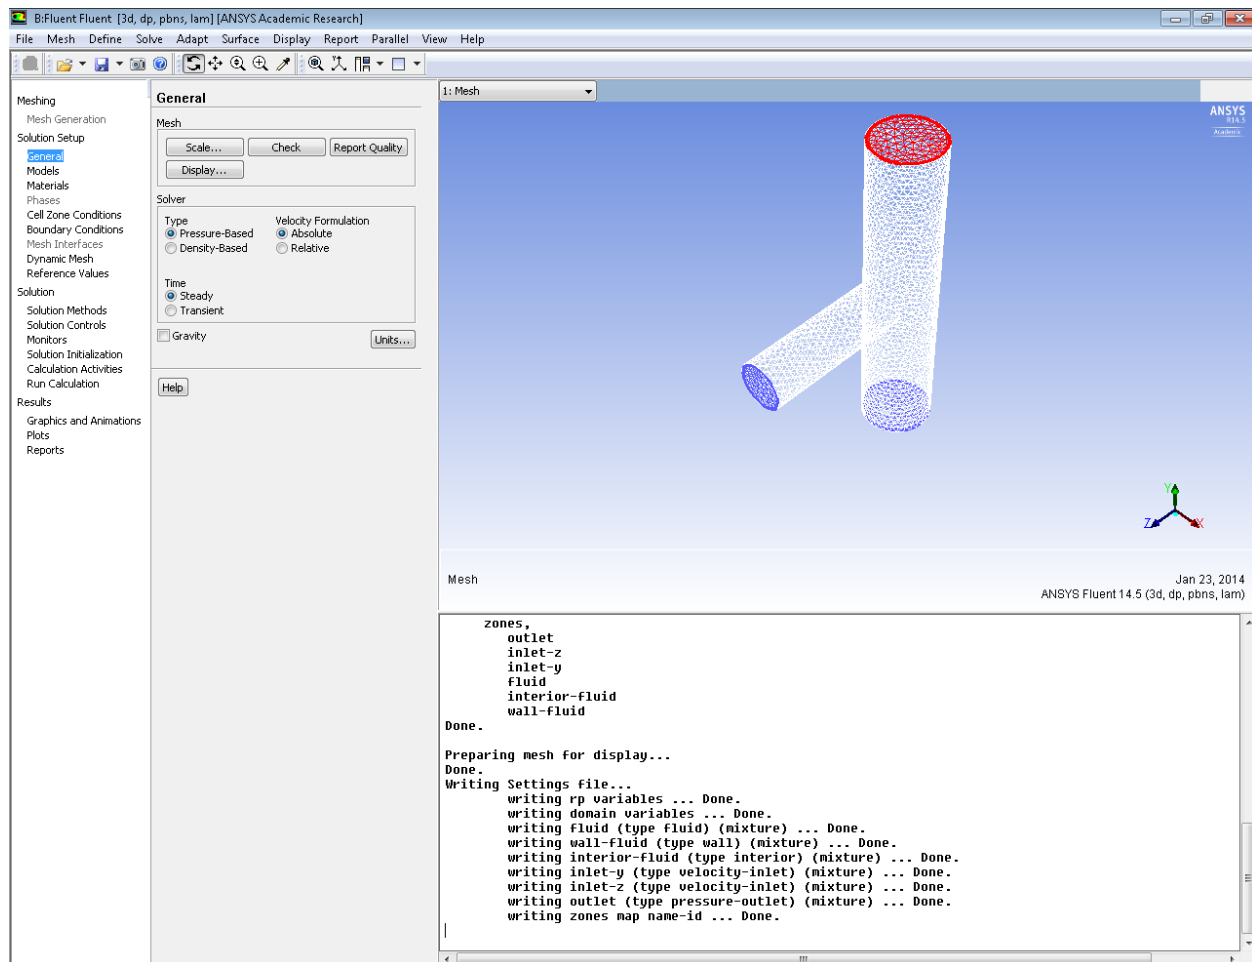 B:Fluent Fluent [3d, dp, pbns, lam] [ANSYS Academic Research]
File Mesh Define Solve Adapt Surface Display Report Parallel View Help
Meshing
Mesh Generation
Solution Setup
General
Models
Materials
Phases
Cell Zone Conditions
Boundary Conditions
Mesh Interfaces
Dynamic Mesh
Reference Values
Solution
Solution Methods
Solution Controls
Monitors
Solution Initialization
Calculation Activities
Run Calculation
Results
Graphics and Animations
Plots
Reports
General
Mesh
Scale... Check Report Quality
Display...
Solver
Type Velocity Formulation
Pressure-Based Absolute
Density-Based Relative
Time
Steady
Transient
Gravity
Units...
Help
1: Mesh
ANSYS
R14.5
Academic
Y
Z X
Mesh Jan 23, 2014
ANSYS Fluent 14.5 (3d, dp, pbns, lam)
zones,
outlet
inlet-z
inlet-y
fluid
interior-fluid
wall-fluid
Done.
Preparing mesh for display...
Done.
Writing Settings file...
writing rp variables ... Done.
writing domain variables ... Done.
writing fluid (type fluid) (mixture) ... Done.
writing wall-fluid (type wall) (mixture) ... Done.
writing interior-fluid (type interior) (mixture) ... Done.
writing inlet-y (type velocity-inlet) (mixture) ... Done.
writing inlet-z (type velocity-inlet) (mixture) ... Done.
writing outlet (type pressure-outlet) (mixture) ... Done.
writing zones map name-id ... Done.